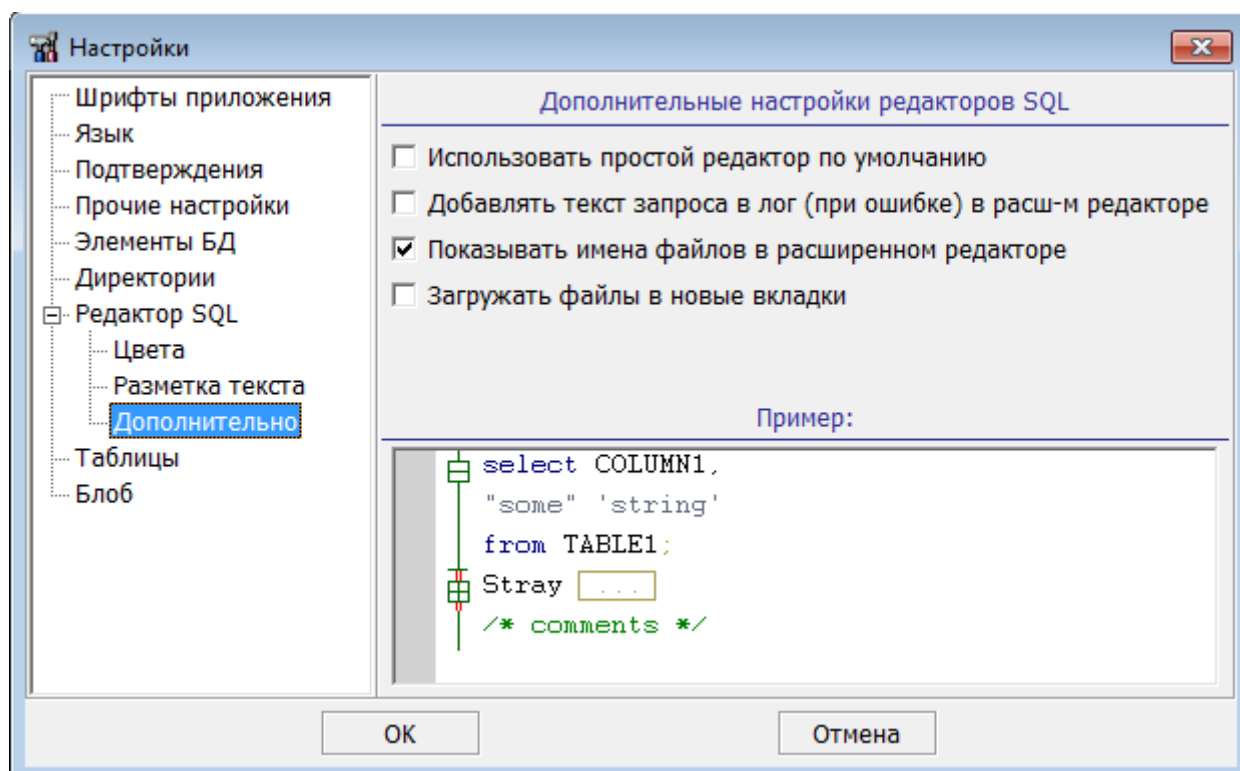 Настройки
Шрифты приложения
Язык
Подтверждения
Прочие настройки
Элементы БД
Директории
Редактор SQL
Цвета
Разметка текста
Дополнительно
Таблицы
Блоб
Дополнительные настройки редакторов SQL
Использовать простой редактор по умолчанию
Добавлять текст запроса в лог (при ошибке) в расш-м редакторе
Показывать имена файлов в расширенном редакторе
Загружать файлы в новые вкладки
Пример:
select COLUMN1,
"some" 'string'
from TABLE1;
Stray ...
/* comments */
OK
Отмена